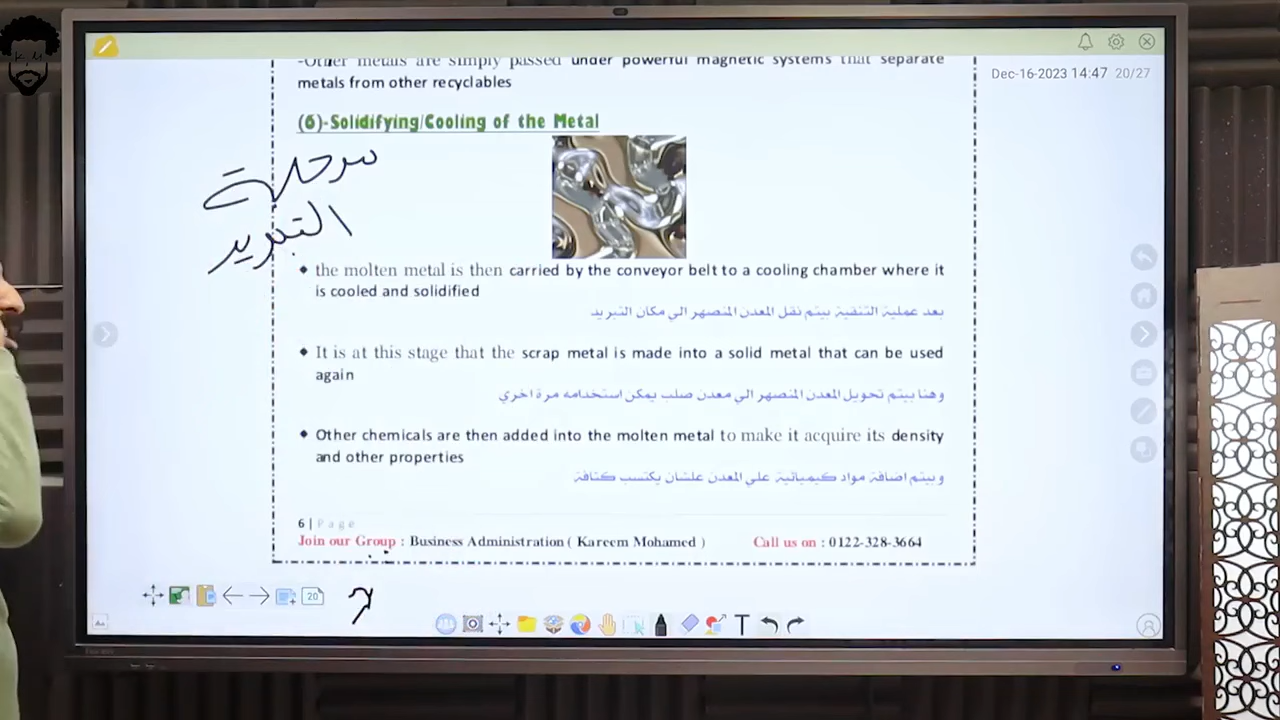 -Other metals are simply passed under powerful magnetic systems that separate
metals from other recyclables
Dec-16-2023 14:47 20/27
(6)-Solidifying/Cooling of the Metal
مرحلة
التبريد
♦ the molten metal is then carried by the conveyor belt to a cooling chamber where it
is cooled and solidified
بعد عملية التنقية بيتم نقل المعدن المنصهر الي مكان التبريد
♦ It is at this stage that the scrap metal is made into a solid metal that can be used
again
وهنا بيتم تحويل المعدن المنصهر الي معدن صلب يمكن استخدامه مرة اخري
♦ Other chemicals are then added into the molten metal to make it acquire its density
and other properties
وبيتم اضافة مواد كيميائية علي المعدن علشان يكتسب كثافة
6 | Page
Join our Group : Business Administration ( Kareem Mohamed ) Call us on : 0122-328-3664
20
T